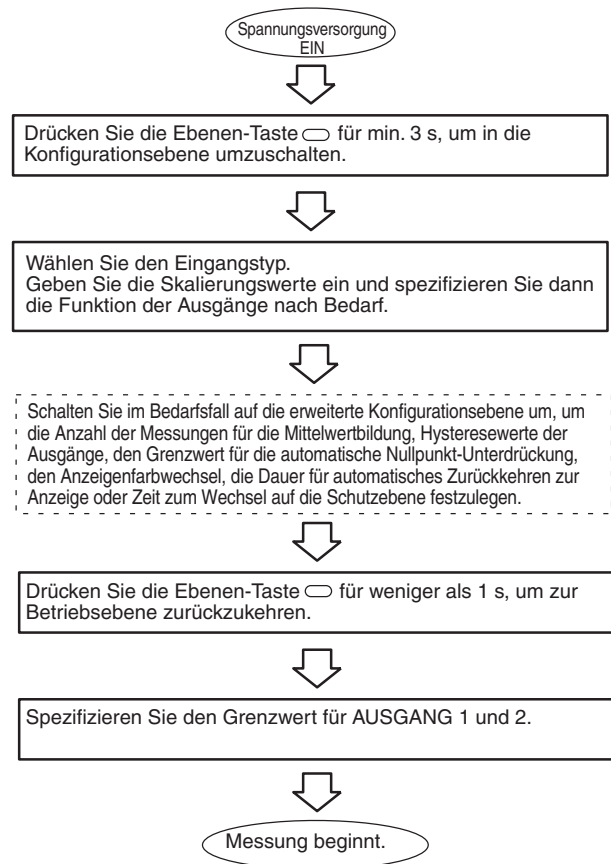 Spannungsversorgung
EIN
Drücken Sie die Ebenen-Taste für min. 3 s, um in die
Konfigurationsebene umzuschalten.
Wählen Sie den Eingangstyp.
Geben Sie die Skalierungswerte ein und spezifizieren Sie dann
die Funktion der Ausgänge nach Bedarf.
Schalten Sie im Bedarfsfall auf die erweiterte Konfigurationsebene um, um
die Anzahl der Messungen für die Mittelwertbildung, Hysteresewerte der
Ausgänge, den Grenzwert für die automatische Nullpunkt-Unterdrückung,
den Anzeigenfarbwechsel, die Dauer für automatisches Zurückkehren zur
Anzeige oder Zeit zum Wechsel auf die Schutzebene festzulegen.
Drücken Sie die Ebenen-Taste für weniger als 1 s, um zur
Betriebsebene zurückzukehren.
Spezifizieren Sie den Grenzwert für AUSGANG 1 und 2.
Messung beginnt.